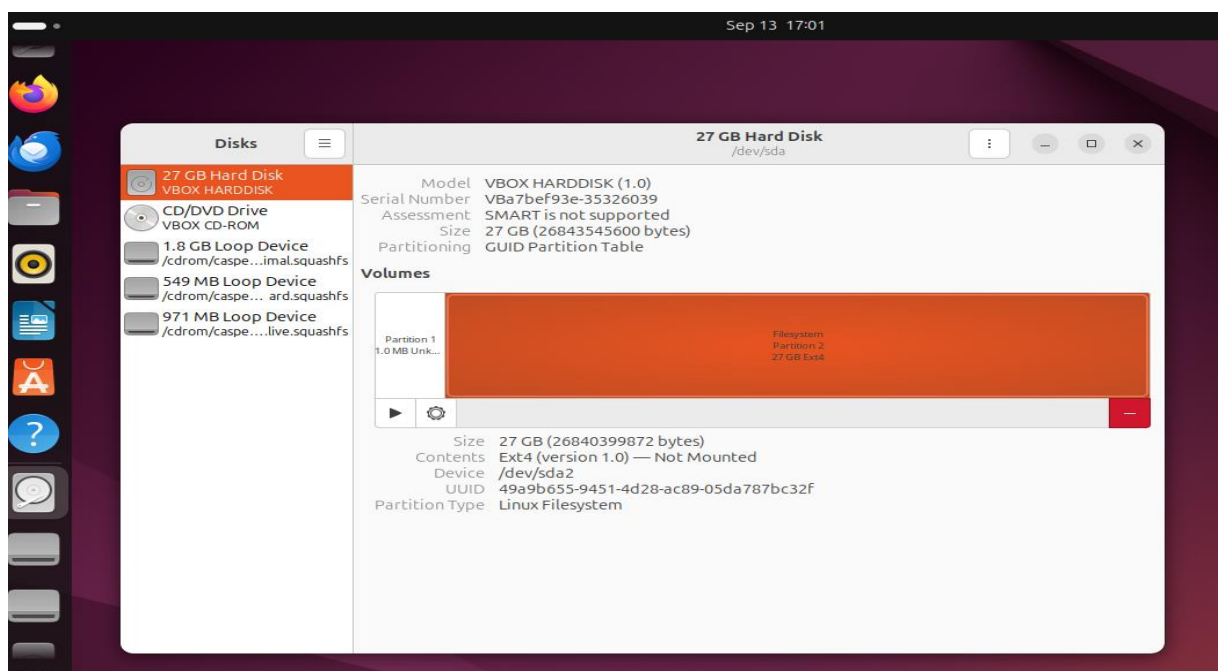 Sep 13 17:01
Disks
27 GB Hard Disk
/dev/sda
27 GB Hard Disk
VBOX HARDDISK
CD/DVD Drive
VBOX CD-ROM
1.8 GB Loop Device
/cdrom/caspe…imal.squashfs
549 MB Loop Device
/cdrom/caspe… ard.squashfs
971 MB Loop Device
/cdrom/caspe….live.squashfs
Model VBOX HARDDISK (1.0)
Serial Number VBa7bef93e-35326039
Assessment SMART is not supported
Size 27 GB (26843545600 bytes)
Partitioning GUID Partition Table
Volumes
Partition 1
1.0 MB Unk…
Filesystem
Partition 2
27 GB Ext4
Size 27 GB (26840399872 bytes)
Contents Ext4 (version 1.0) — Not Mounted
Device /dev/sda2
UUID 49a9b655-9451-4d28-ac89-05da787bc32f
Partition Type Linux Filesystem